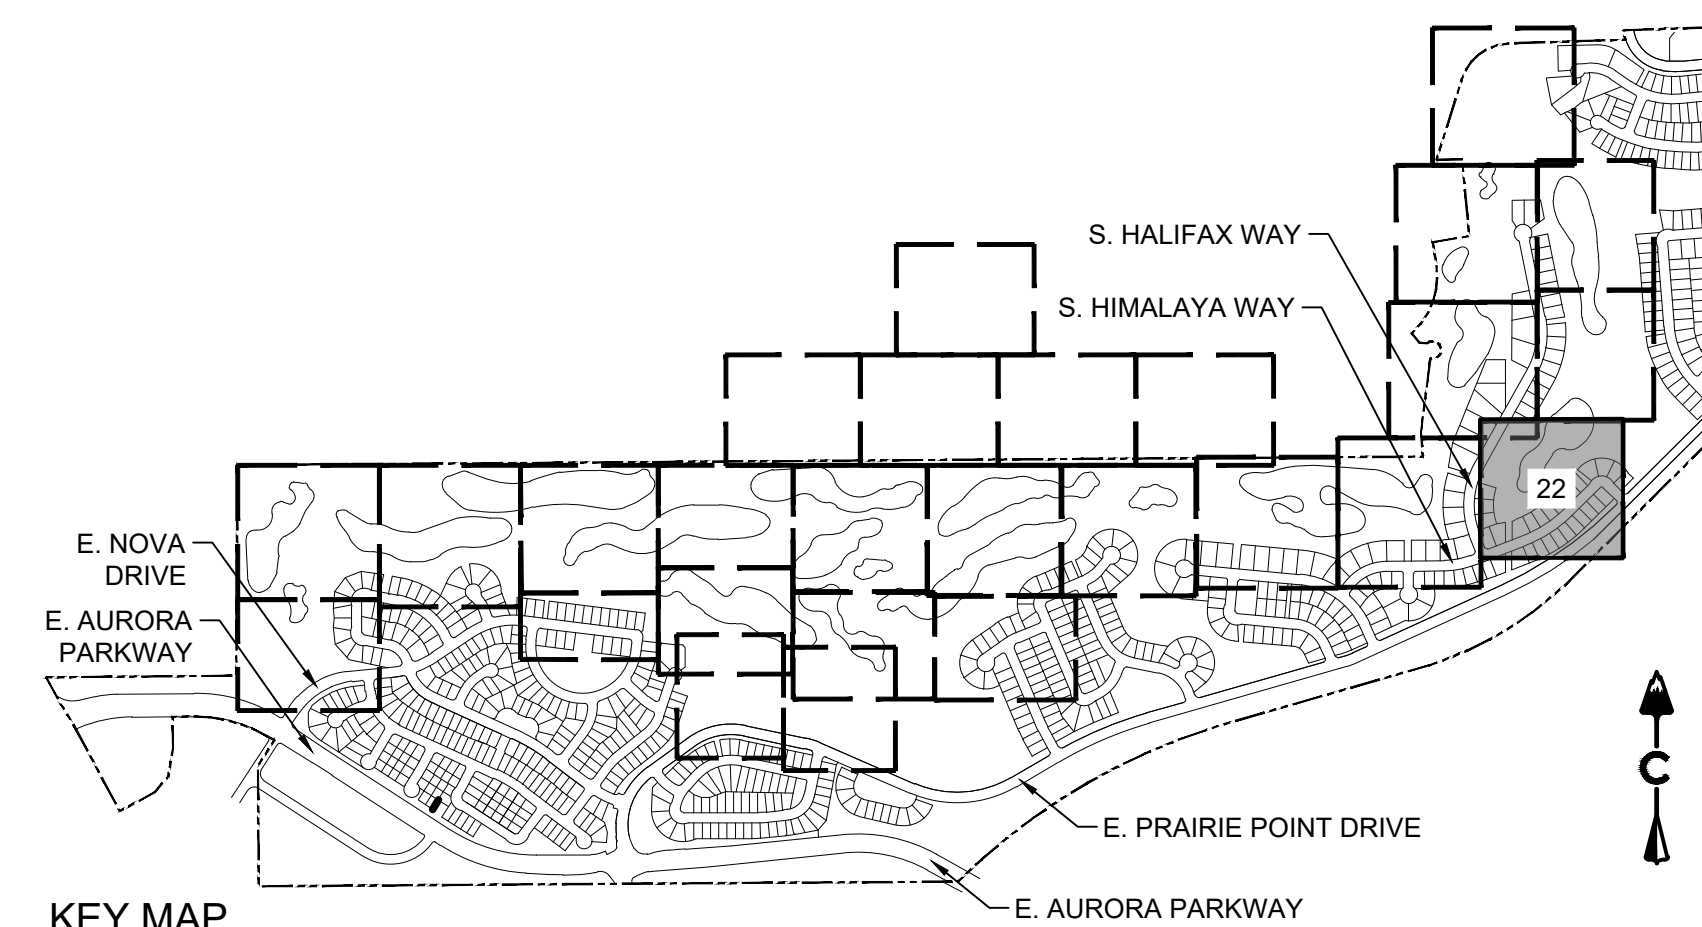 S. HALIFAX WAY
S. HIMALAYA WAY
22
E. NOVA
DRIVE
E. AURORA
PARKWAY
C
E. PRAIRIE POINT DRIVE
E. AURORA PARKWAY
KEY MAP